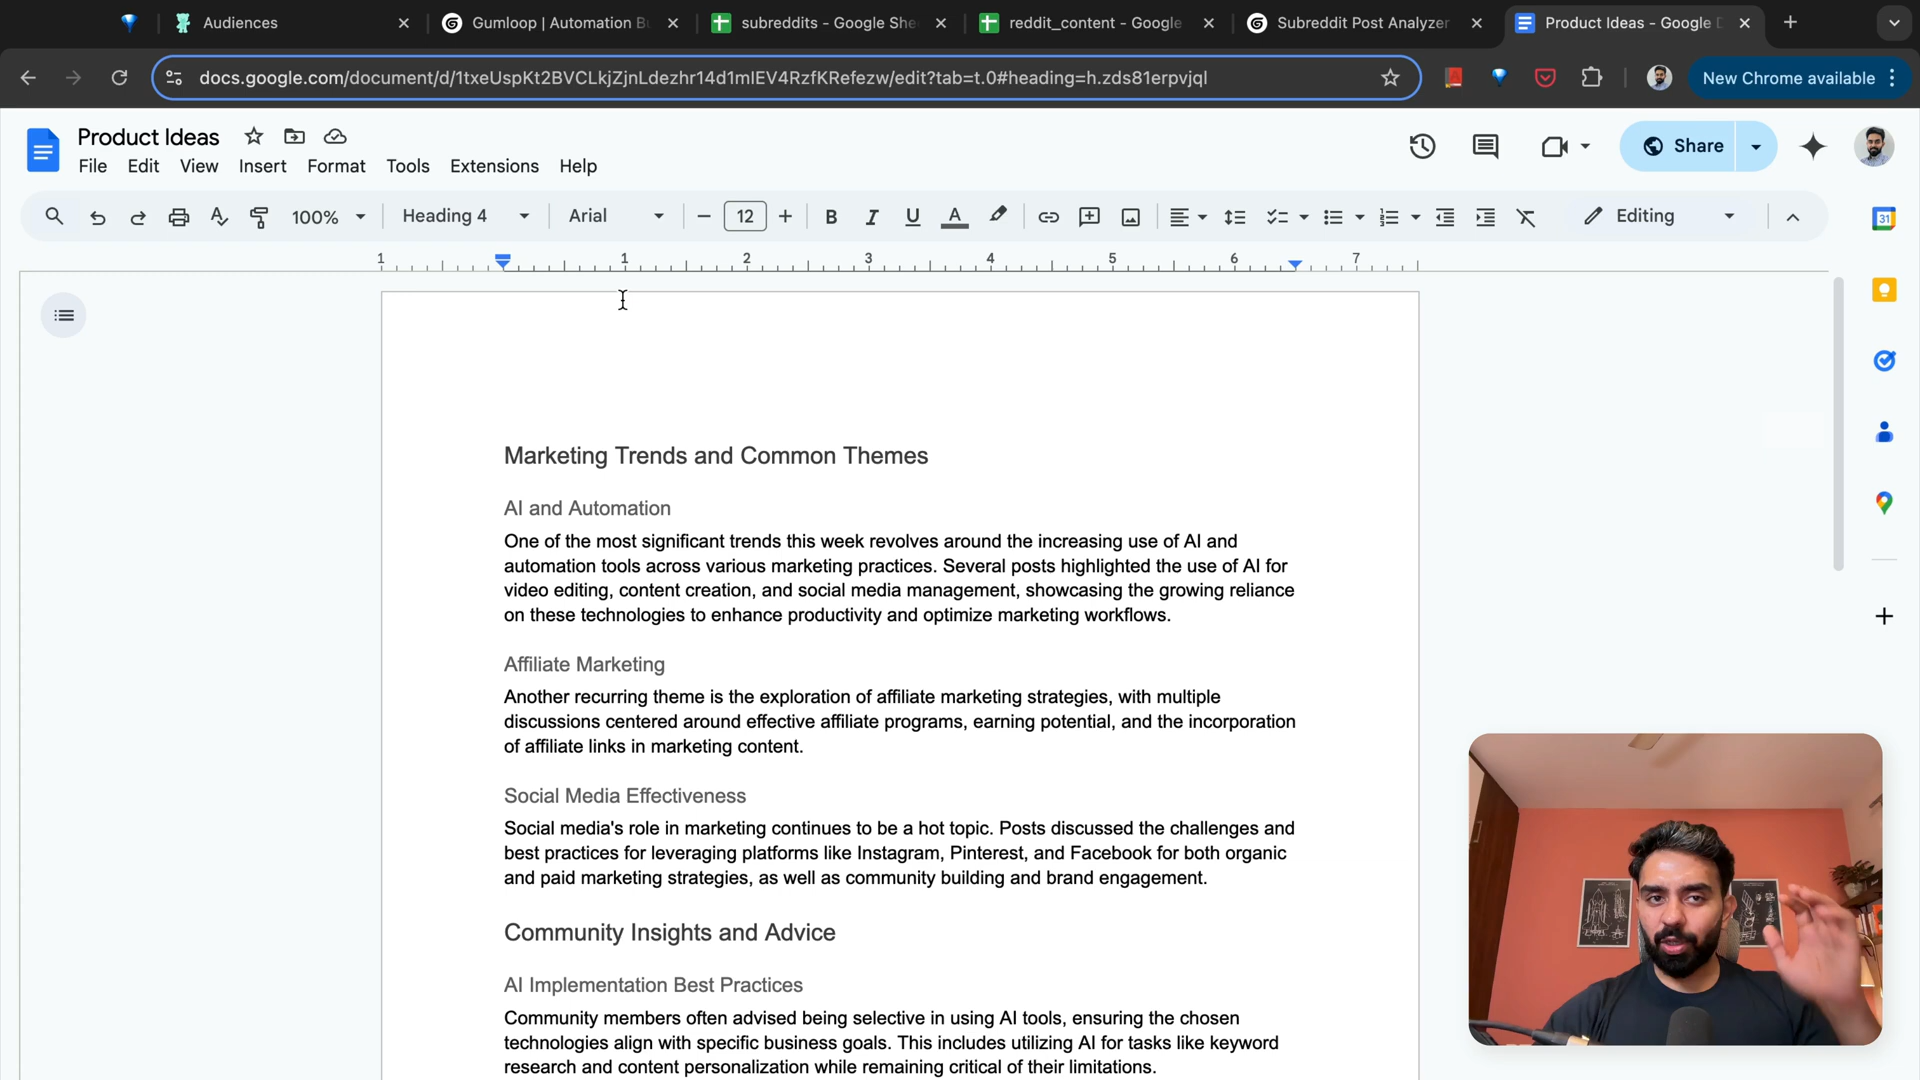 Audiences
Gumloop | Automation Bu
subreddits - Google She
reddit_content - Google
Subreddit Post Analyzer
Product Ideas - Google D
docs.google.com/document/d/1txeUspKt2BVCLkjZjnLdezhr14d1mIEV4RzfKRefezw/edit?tab=t.0#heading=h.zds81erpvjql
New Chrome available
Product Ideas
Share
File Edit View Insert Format Tools Extensions Help
100% Heading 4 Arial 12 B I U A Editing
31
1 1 2 3 4 5 6 7
Marketing Trends and Common Themes
AI and Automation
One of the most significant trends this week revolves around the increasing use of AI and
automation tools across various marketing practices. Several posts highlighted the use of AI for
video editing, content creation, and social media management, showcasing the growing reliance
on these technologies to enhance productivity and optimize marketing workflows.
Affiliate Marketing
Another recurring theme is the exploration of affiliate marketing strategies, with multiple
discussions centered around effective affiliate programs, earning potential, and the incorporation
of affiliate links in marketing content.
Social Media Effectiveness
Social media's role in marketing continues to be a hot topic. Posts discussed the challenges and
best practices for leveraging platforms like Instagram, Pinterest, and Facebook for both organic
and paid marketing strategies, as well as community building and brand engagement.
Community Insights and Advice
AI Implementation Best Practices
Community members often advised being selective in using AI tools, ensuring the chosen
technologies align with specific business goals. This includes utilizing AI for tasks like keyword
research and content personalization while remaining critical of their limitations.